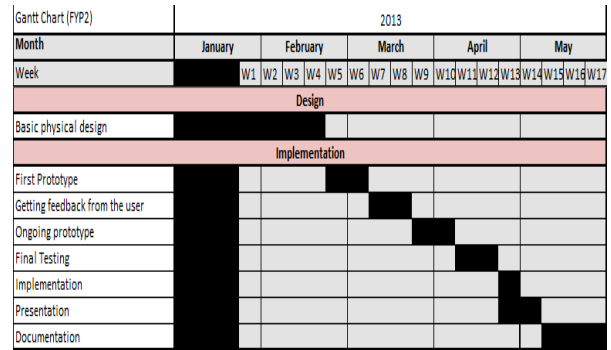 Gantt Chart (FYP2) 2013
Month January February March April May
Week W1 W2 W3 W4 W5 W6 W7 W8 W9 W10 W11 W12 W13 W14 W15 W16 W17
Design
Basic physical design
Implementation
First Prototype
Getting feedback from the user
Ongoing prototype
Final Testing
Implementation
Presentation
Documentation